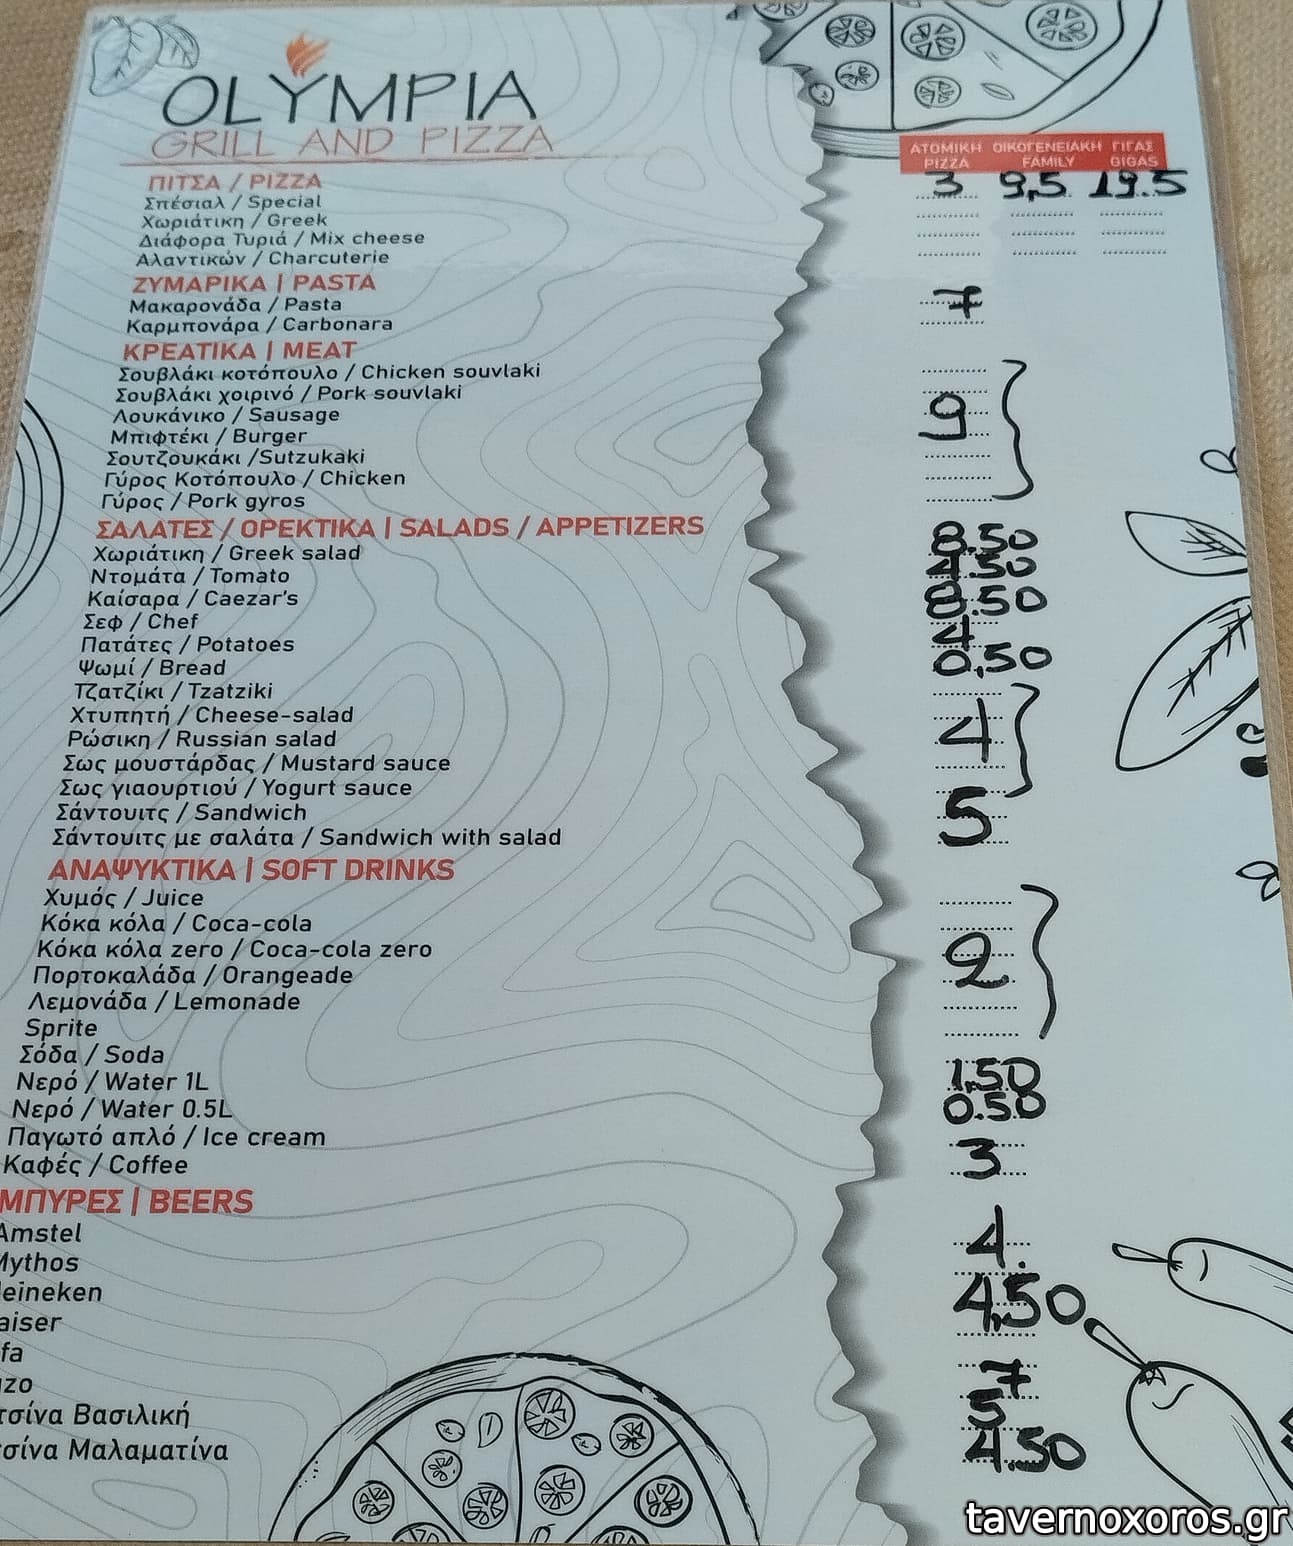 OLYMPIA
GRILL AND PIZZA
ΑΤΟΜΙΚΗ ΟΙΚΟΓΕΝΕΙΑΚΗ ΓΙΓΑΣ
PIZZA FAMILY GIGAS
ΠΙΤΣΑ / PIZZA
Σπέσιαλ / Special 3 9,5 19.5
Χωριάτικη / Greek
Διάφορα Τυριά / Mix cheese
Αλαντικών / Charcuterie
ΖΥΜΑΡΙΚΑ | PASTA
Μακαρονάδα / Pasta 7
Καρμπονάρα / Carbonara
ΚΡΕΑΤΙΚΑ | MEAT
Σουβλάκι κοτόπουλο / Chicken souvlaki
Σουβλάκι χοιρινό / Pork souvlaki
Λουκάνικο / Sausage 9
Μπιφτέκι / Burger
Σουτζουκάκι /Sutzukaki
Γύρος Κοτόπουλο / Chicken
Γύρος / Pork gyros
ΣΑΛΑΤΕΣ / ΟΡΕΚΤΙΚΑ | SALADS / APPETIZERS
Χωριάτικη / Greek salad 8.50
Ντομάτα / Tomato 4.50
Καίσαρα / Caezar's 8.50
Σεφ / Chef
Πατάτες / Potatoes 4
Ψωμί / Bread 0,50
Τζατζίκι / Tzatziki
Χτυπητή / Cheese-salad
Ρώσικη / Russian salad 4
Σως μουστάρδας / Mustard sauce
Σως γιαουρτιού / Yogurt sauce
Σάντουιτς / Sandwich 5
Σάντουιτς με σαλάτα / Sandwich with salad
ΑΝΑΨΥΚΤΙΚΑ | SOFT DRINKS
Χυμός / Juice
Κόκα κόλα / Coca-cola
Κόκα κόλα zero / Coca-cola zero 2
Πορτοκαλάδα / Orangeade
Λεμονάδα / Lemonade
Sprite
Σόδα / Soda
Νερό / Water 1L 1,50
Νερό / Water 0.5L 0.50
Παγωτό απλό / Ice cream
Καφές / Coffee 3
ΜΠΥΡΕΣ | BEERS
Amstel 4.
Mythos
eineken 4,50
aiser
fa
zo 7
τσίνα Βασιλική 5
σίνα Μαλαματίνα 4.50
tavernoxoros.gr